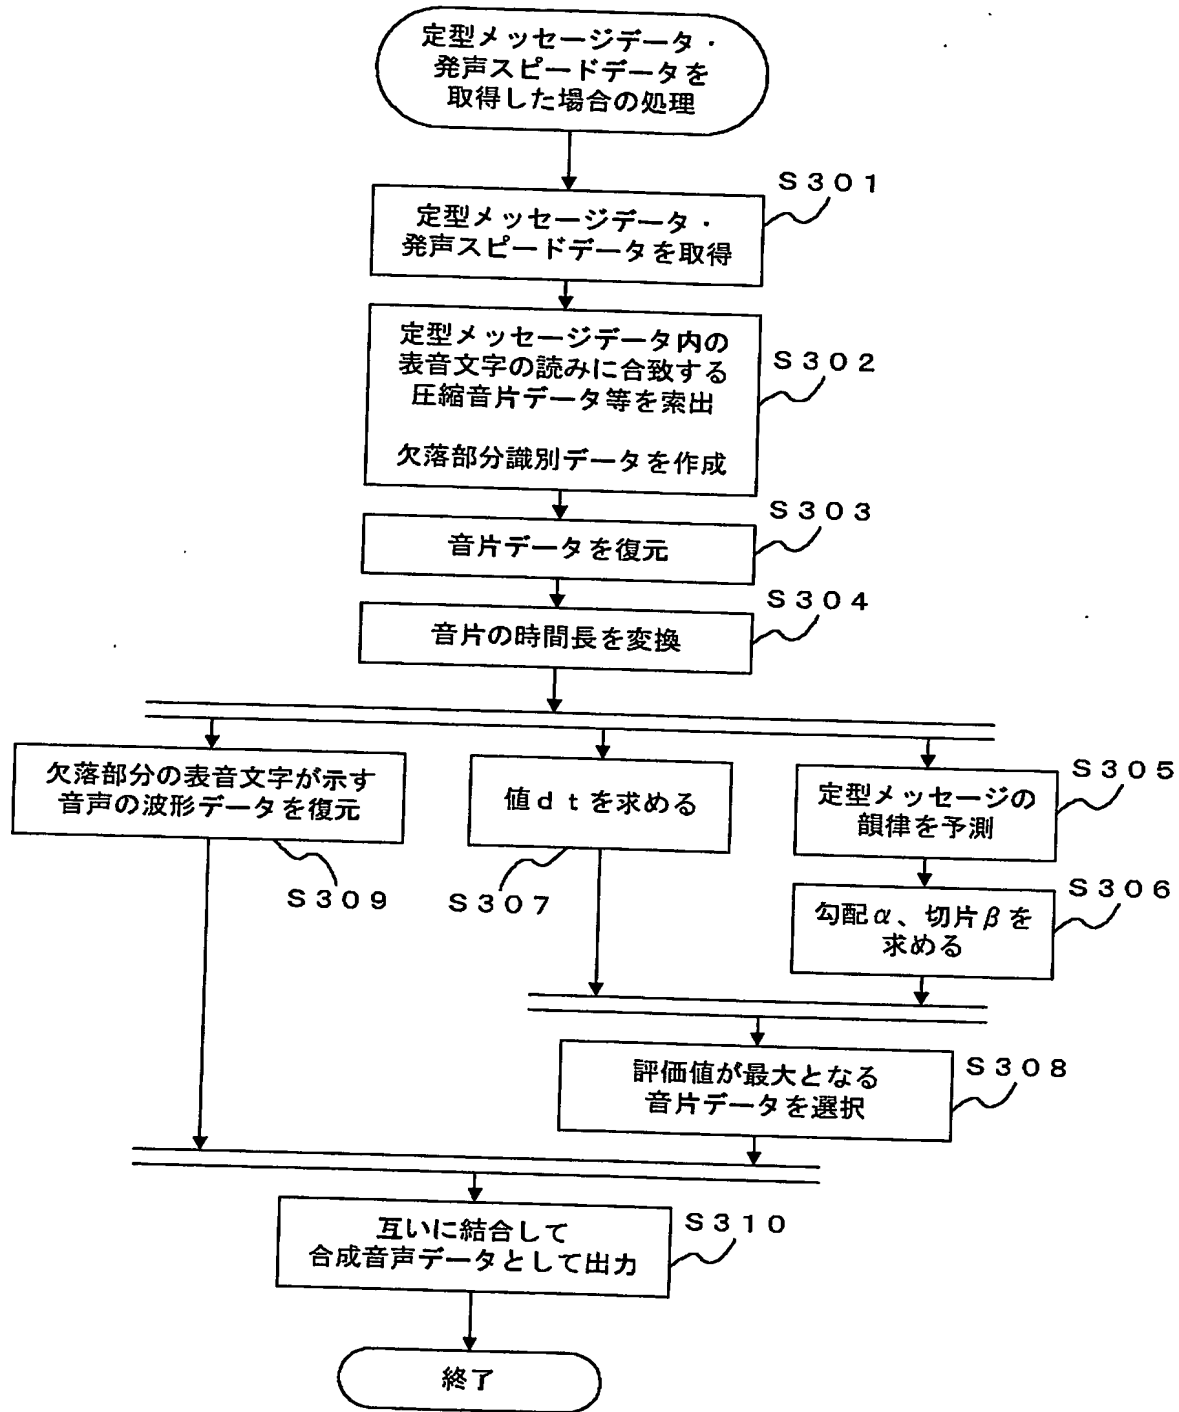 定型メッセージデータ・
発声スピードデータを
取得した場合の処理
S301
定型メッセージデータ・
発声スピードデータを取得
S302
定型メッセージデータ内の
表音文字の読みに合致する
圧縮音片データ等を索出
欠落部分識別データを作成
S303
音片データを復元
S304
音片の時間長を変換
欠落部分の表音文字が示す
音声の波形データを復元
S309
値dtを求める
S307
S305
定型メッセージの
韻律を予測
S306
勾配α、切片βを
求める
S308
評価値が最大となる
音片データを選択
S310
互いに結合して
合成音声データとして出力
終了